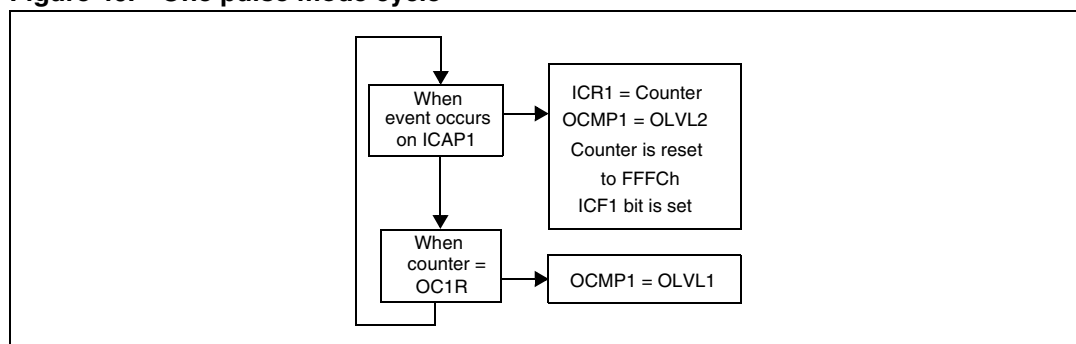 When
event occurs
on ICAP1
ICR1 = Counter
OCMP1 = OLVL2
Counter is reset
to FFFCh
ICF1 bit is set
When
counter =
OC1R
OCMP1 = OLVL1